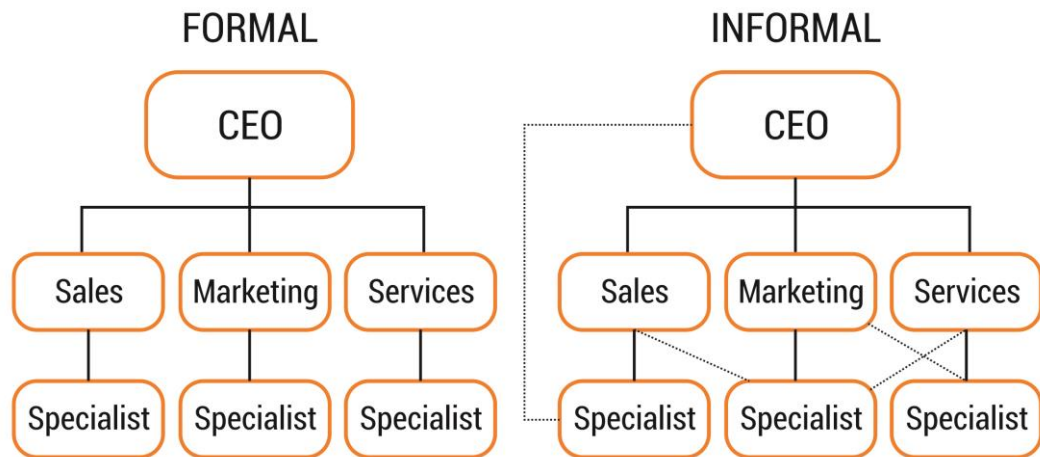 FORMAL
CEO
Sales
Marketing
Services
Specialist
Specialist
Specialist
INFORMAL
CEO
Sales
Marketing
Services
Specialist
Specialist
Specialist